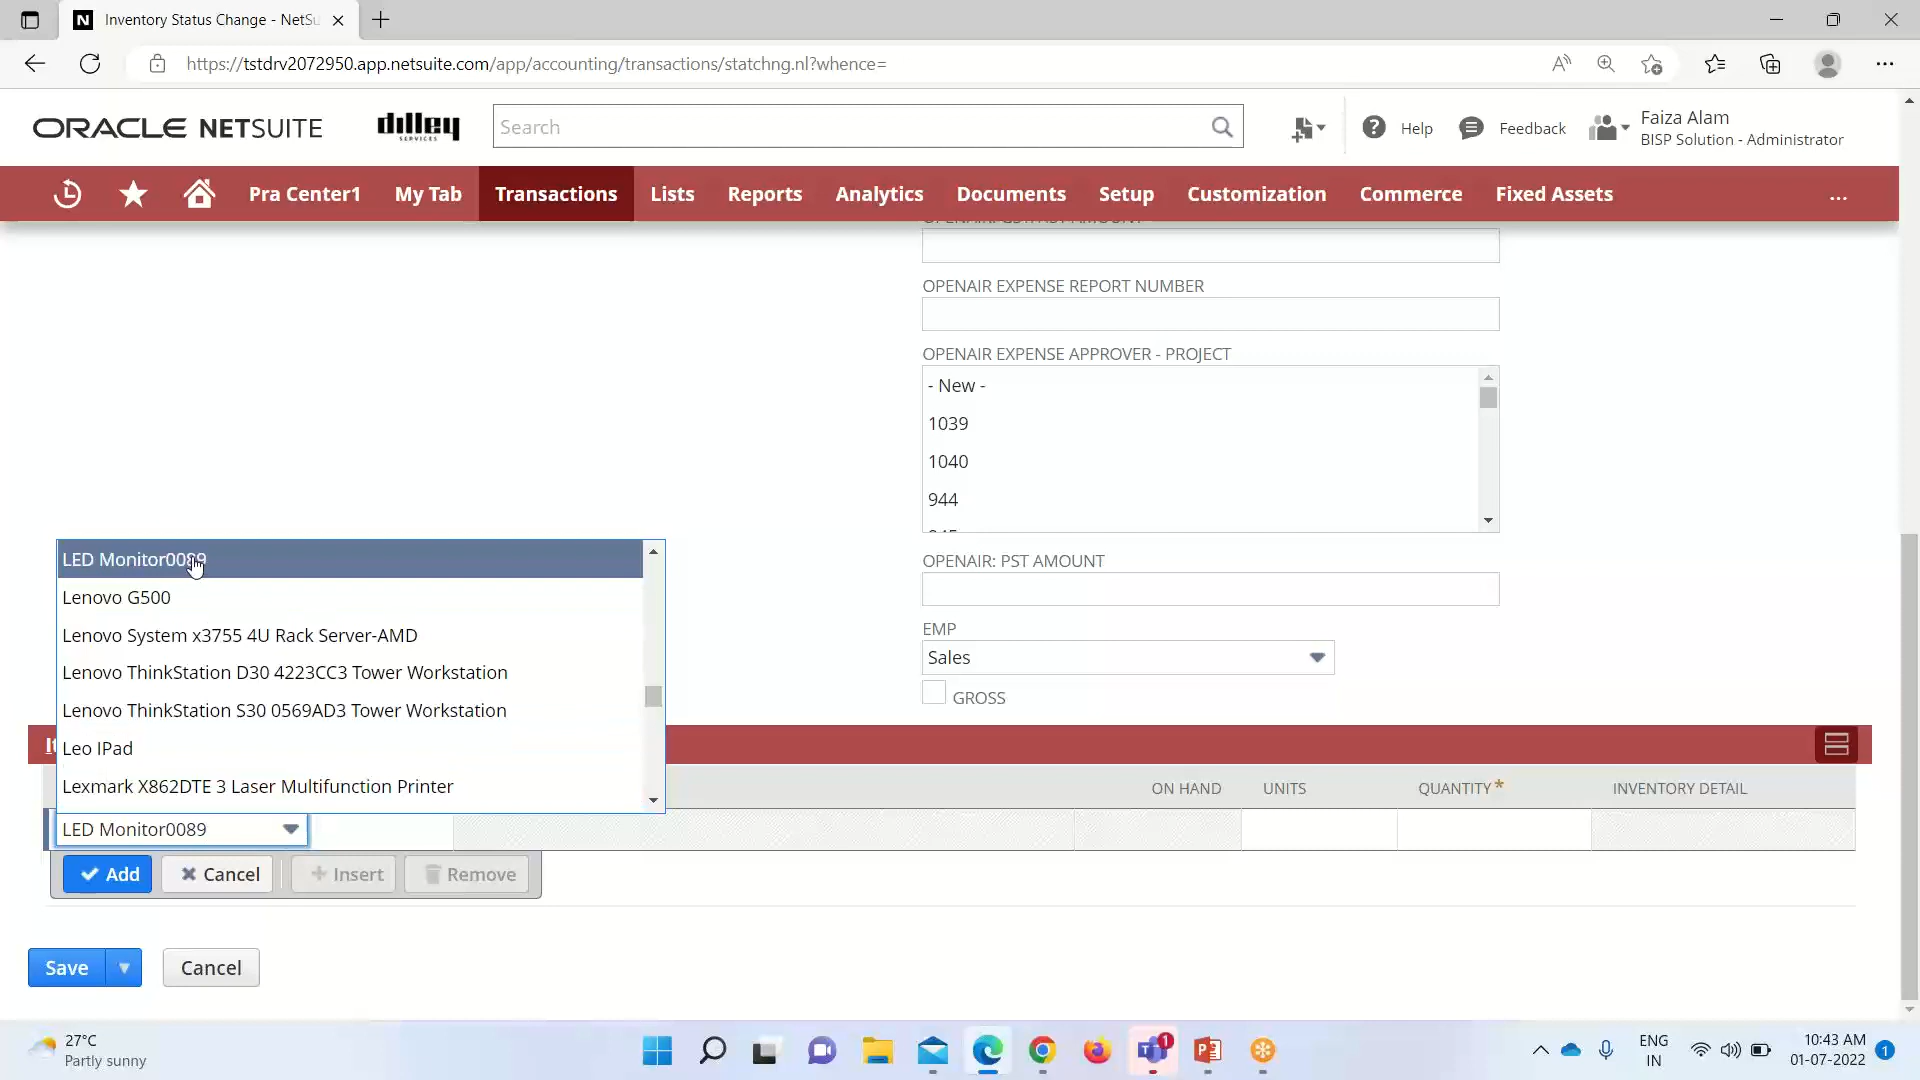 Inventory Status Change - NetSu
https://tstdrv2072950.app.netsuite.com/app/accounting/transactions/statchng.nl?whence=
ORACLE NETSUITE
dilley
SERVICES
Search
Help
Feedback
Faiza Alam
BISP Solution - Administrator
Pra Center1
My Tab
Transactions
Lists
Reports
Analytics
Documents
Setup
Customization
Commerce
Fixed Assets
...
OPENAIR EXPENSE REPORT NUMBER
OPENAIR EXPENSE APPROVER - PROJECT
- New -
1039
1040
944
OPENAIR: PST AMOUNT
EMP
Sales
GROSS
LED Monitor0089
Lenovo G500
Lenovo System x3755 4U Rack Server-AMD
Lenovo ThinkStation D30 4223CC3 Tower Workstation
Lenovo ThinkStation S30 0569AD3 Tower Workstation
Leo IPad
Lexmark X862DTE 3 Laser Multifunction Printer
ON HAND UNITS QUANTITY* INVENTORY DETAIL
LED Monitor0089
Add Cancel Insert Remove
Save Cancel
27°C
Partly sunny
ENG
IN
10:43 AM
01-07-2022
1
1